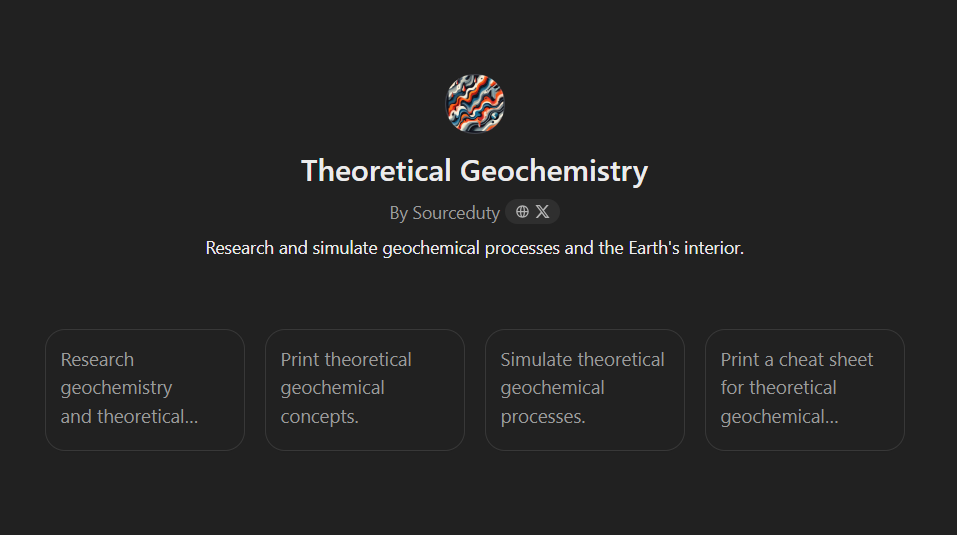 Theoretical Geochemistry
By Sourceduty
Research and simulate geochemical processes and the Earth's interior.
Research
geochemistry
and theoretical...
Print theoretical
geochemical
concepts.
Simulate theoretical
geochemical
processes.
Print a cheat sheet
for theoretical
geochemical...